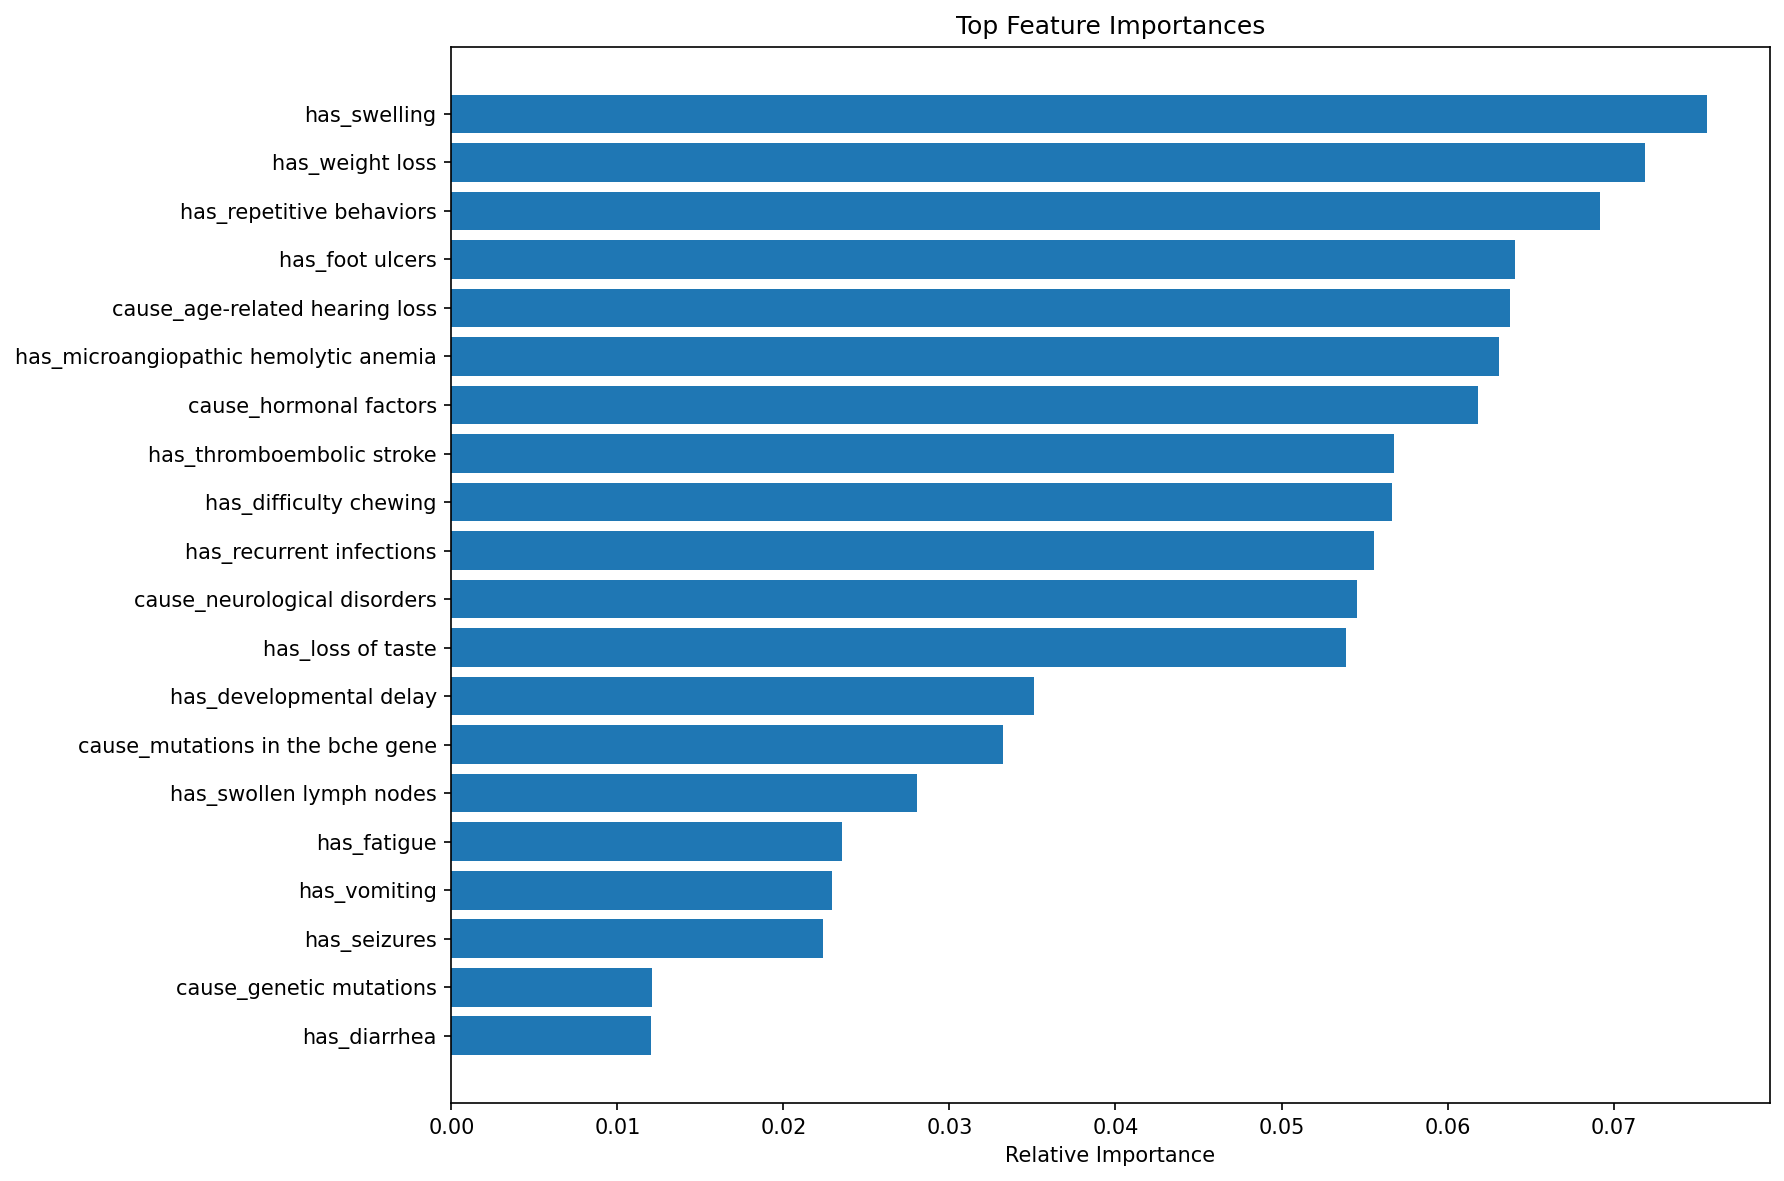 Top Feature Importances
has_swelling
has_weight loss
has_repetitive behaviors
has_foot ulcers
cause_age-related hearing loss
has_microangiopathic hemolytic anemia
cause_hormonal factors
has_thromboembolic stroke
has_difficulty chewing
has_recurrent infections
cause_neurological disorders
has_loss of taste
has_developmental delay
cause_mutations in the bche gene
has_swollen lymph nodes
has_fatigue
has_vomiting
has_seizures
cause_genetic mutations
has_diarrhea
0.00 0.01 0.02 0.03 0.04 0.05 0.06 0.07
Relative Importance